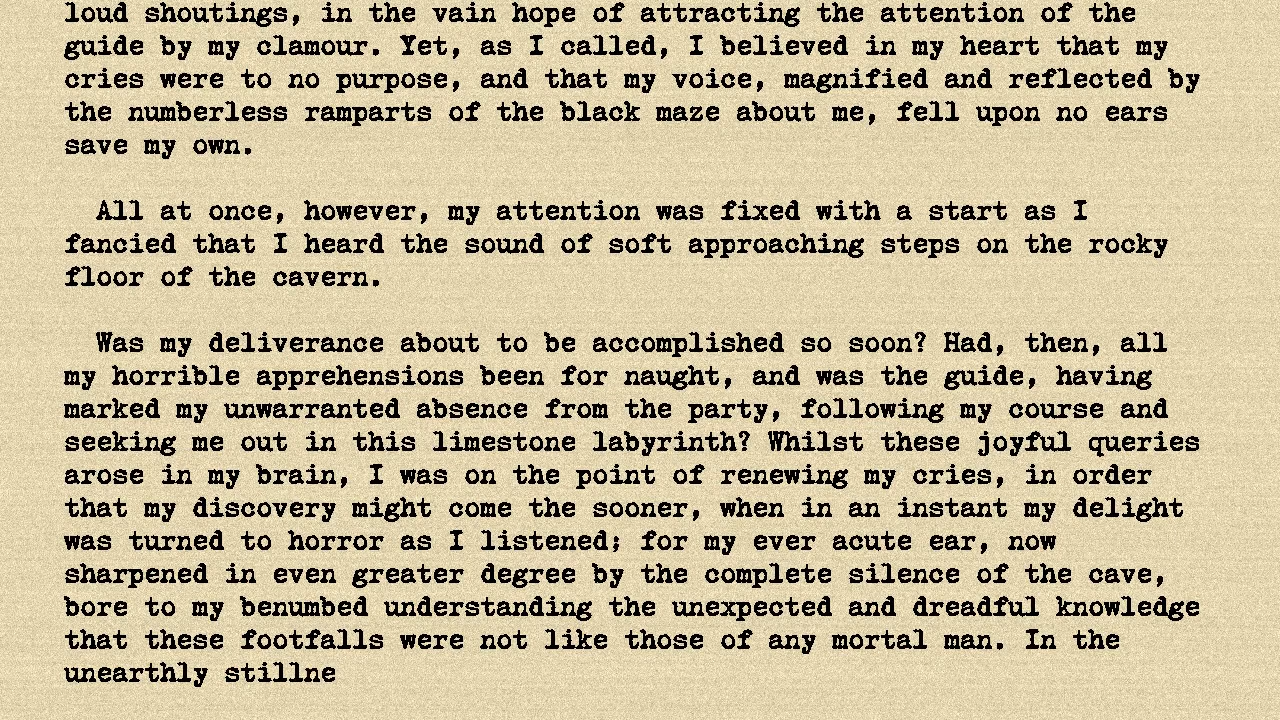 loud shoutings, in the vain hope of attracting the attention of the
guide by my clamour. Yet, as I called, I believed in my heart that my
cries were to no purpose, and that my voice, magnified and reflected by
the numberless ramparts of the black maze about me, fell upon no ears
save my own.
All at once, however, my attention was fixed with a start as I
fancied that I heard the sound of soft approaching steps on the rocky
floor of the cavern.
Was my deliverance about to be accomplished so soon? Had, then, all
my horrible apprehensions been for naught, and was the guide, having
marked my unwarranted absence from the party, following my course and
seeking me out in this limestone labyrinth? Whilst these joyful queries
arose in my brain, I was on the point of renewing my cries, in order
that my discovery might come the sooner, when in an instant my delight
was turned to horror as I listened; for my ever acute ear, now
sharpened in even greater degree by the complete silence of the cave,
bore to my benumbed understanding the unexpected and dreadful knowledge
that these footfalls were not like those of any mortal man. In the
unearthly stillne